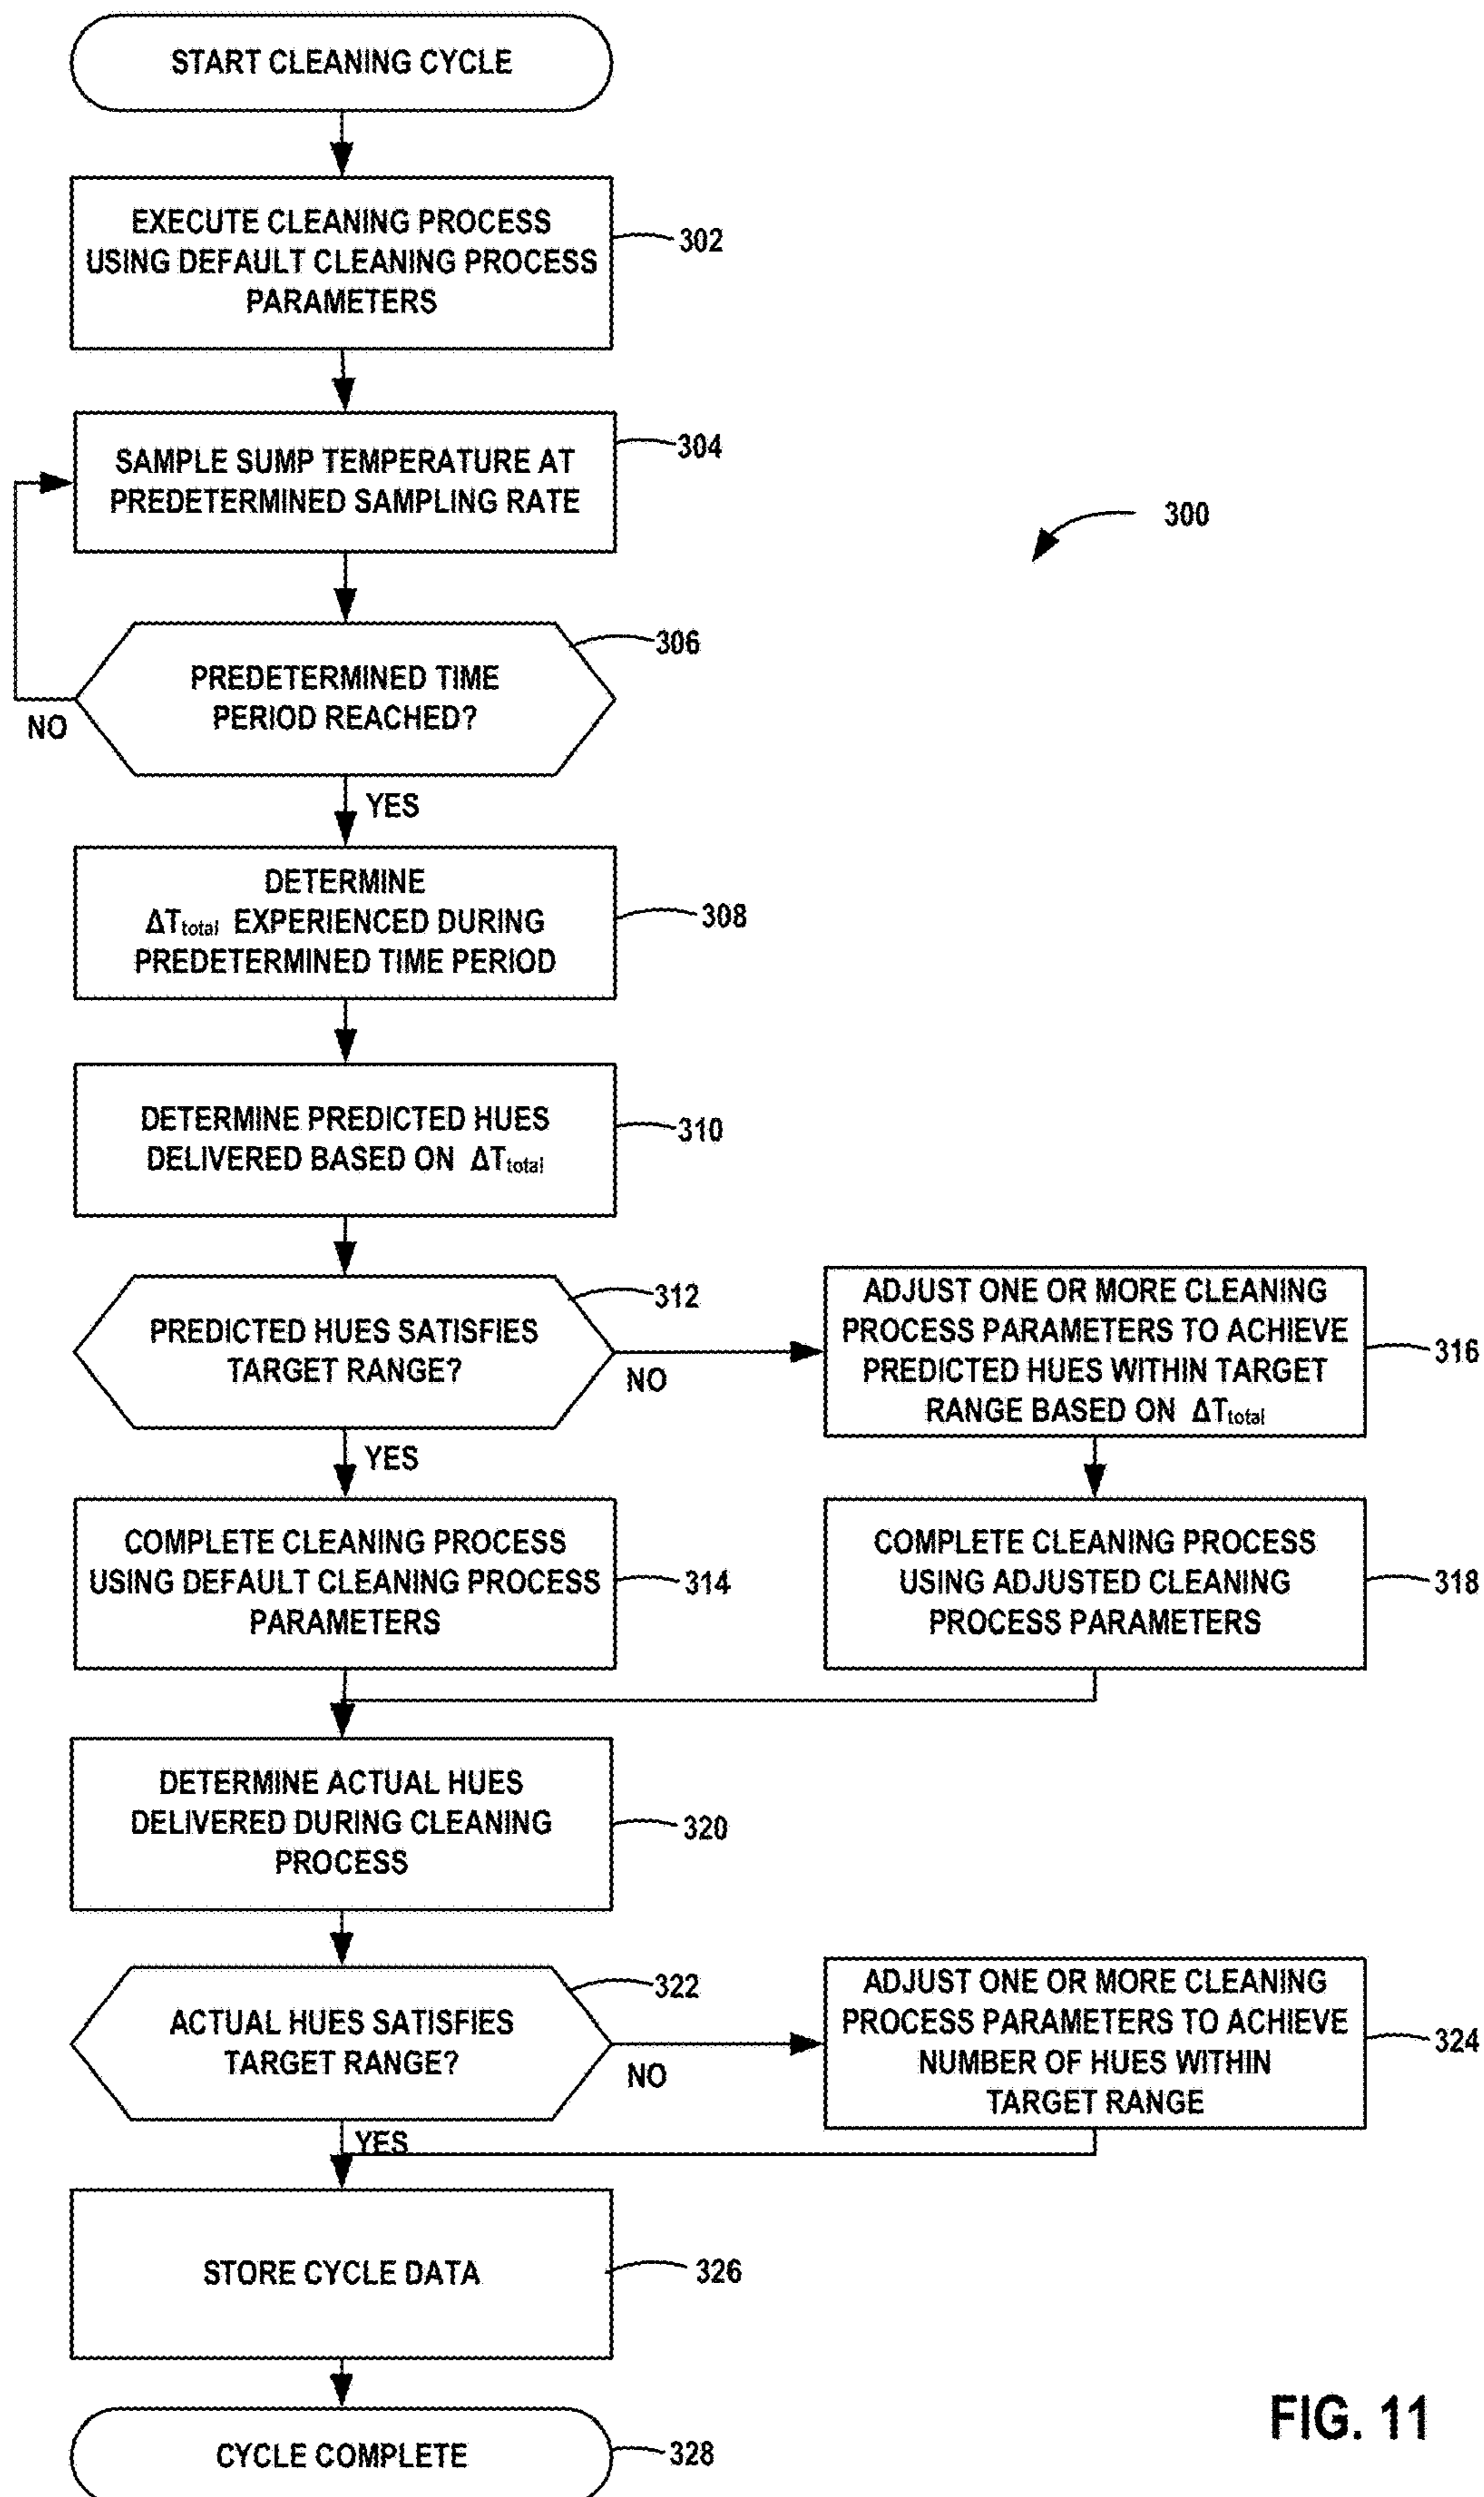 START CLEANING CYCLE
EXECUTE CLEANING PROCESS
USING DEFAULT CLEANING PROCESS
PARAMETERS
302
SAMPLE SUMP TEMPERATURE AT
PREDETERMINED SAMPLING RATE
304
300
PREDETERMINED TIME
PERIOD REACHED?
306
NO
YES
DETERMINE
ΔTtotal EXPERIENCED DURING
PREDETERMINED TIME PERIOD
308
DETERMINE PREDICTED HUES
DELIVERED BASED ON ΔTtotal
310
PREDICTED HUES SATISFIES
TARGET RANGE?
312
NO
YES
ADJUST ONE OR MORE CLEANING
PROCESS PARAMETERS TO ACHIEVE
PREDICTED HUES WITHIN TARGET
RANGE BASED ON ΔTtotal
316
COMPLETE CLEANING PROCESS
USING DEFAULT CLEANING PROCESS
PARAMETERS
314
COMPLETE CLEANING PROCESS
USING ADJUSTED CLEANING
PROCESS PARAMETERS
318
DETERMINE ACTUAL HUES
DELIVERED DURING CLEANING
PROCESS
320
ACTUAL HUES SATISFIES
TARGET RANGE?
322
NO
YES
ADJUST ONE OR MORE CLEANING
PROCESS PARAMETERS TO ACHIEVE
NUMBER OF HUES WITHIN
TARGET RANGE
324
STORE CYCLE DATA
326
CYCLE COMPLETE
328
FIG. 11